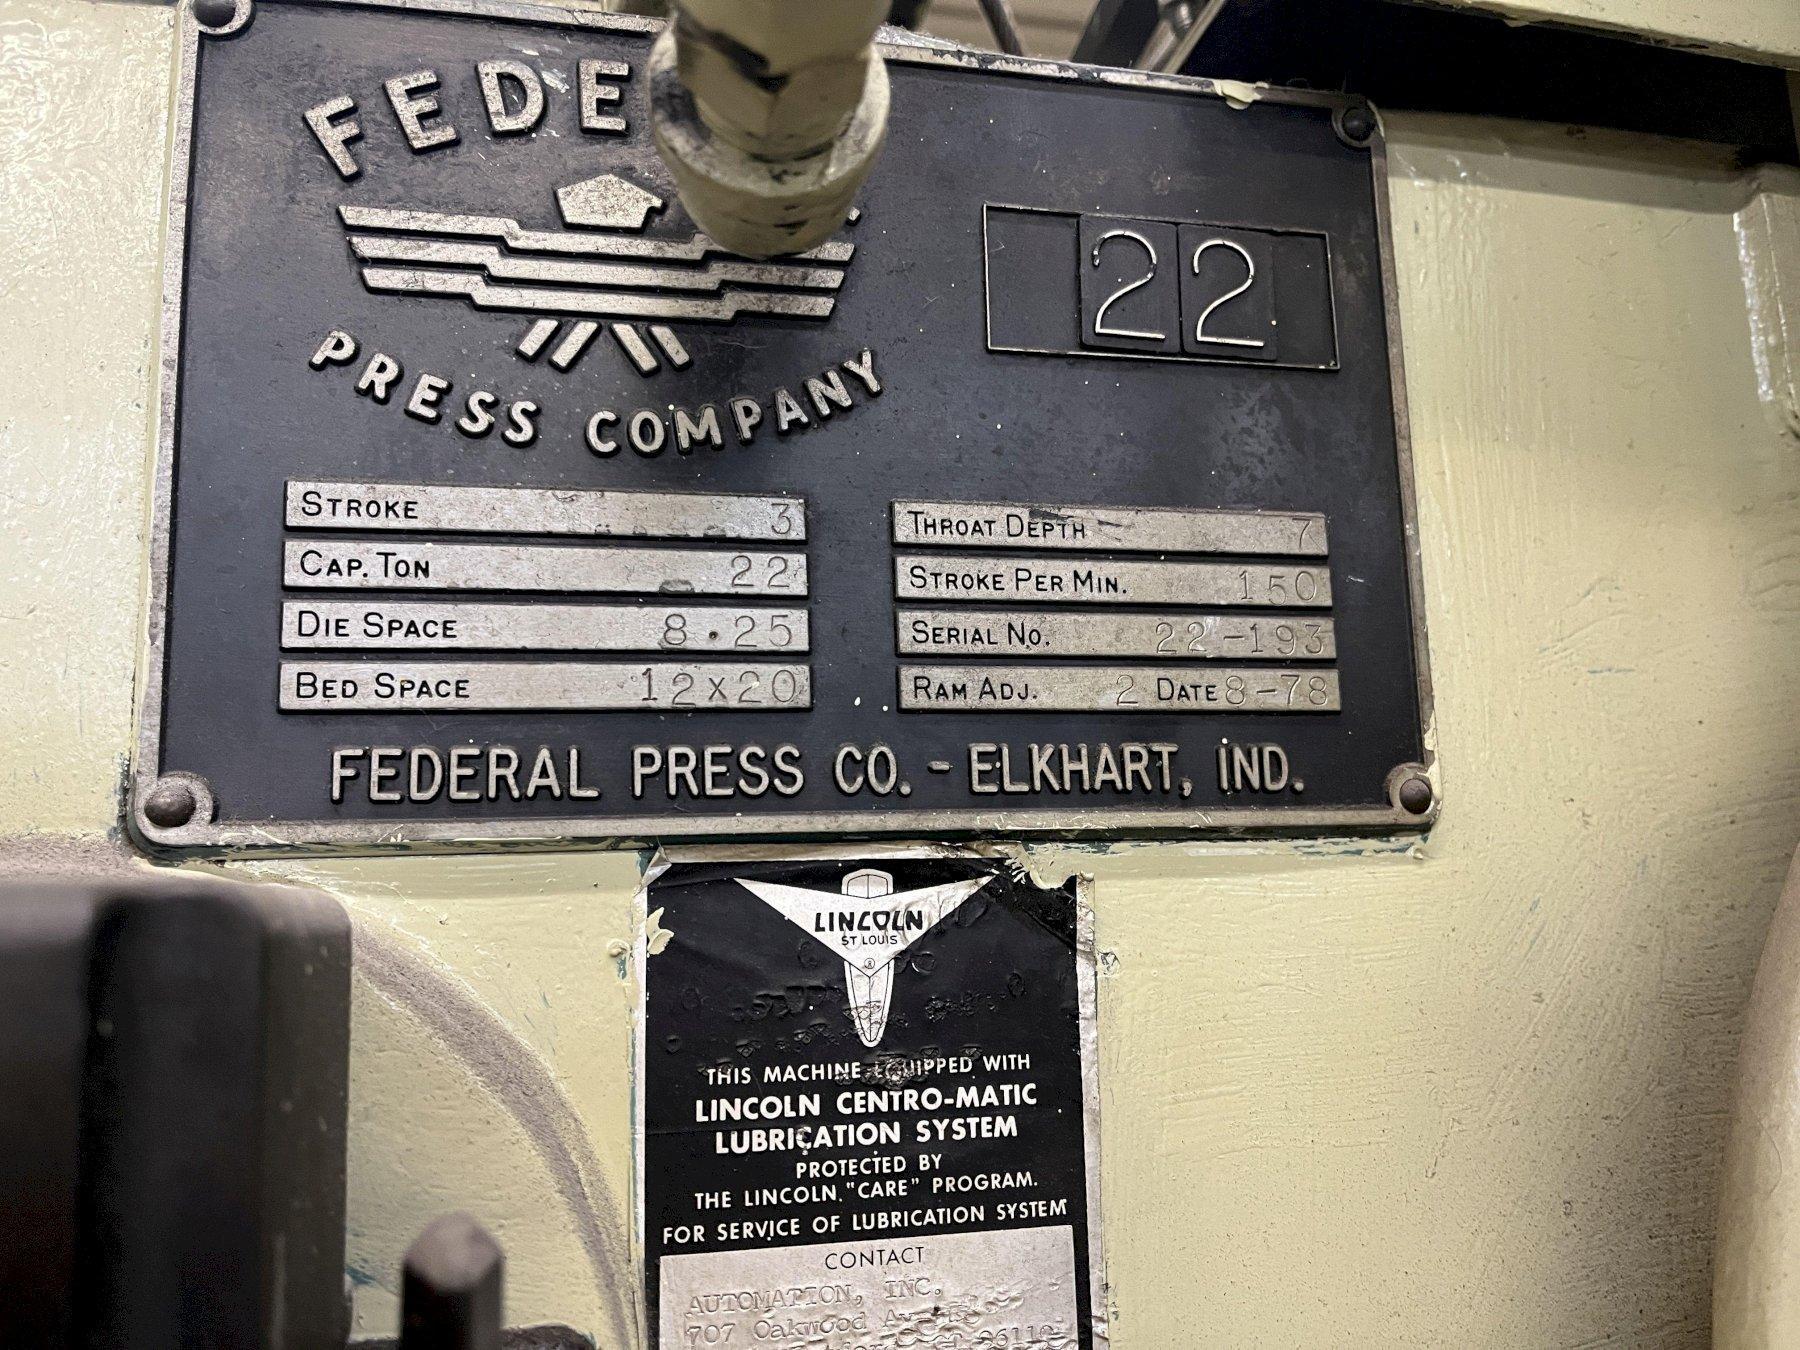 FEDE
PRESS COMPANY
22
STROKE 3
CAP. TON 22
DIE SPACE 8.25
BED SPACE 12x20
THROAT DEPTH 7
STROKE PER MIN. 150
SERIAL NO. 22-193
RAM ADJ. 2 DATE 8-78
FEDERAL PRESS CO. - ELKHART, IND.
LINCOLN
ST LOUIS
®
THIS MACHINE EQUIPPED WITH
LINCOLN CENTRO-MATIC
LUBRICATION SYSTEM
PROTECTED BY
THE LINCOLN "CARE" PROGRAM.
FOR SERVICE OF LUBRICATION SYSTEM
CONTACT
AUTOMATION, INC.
707 Oakwood